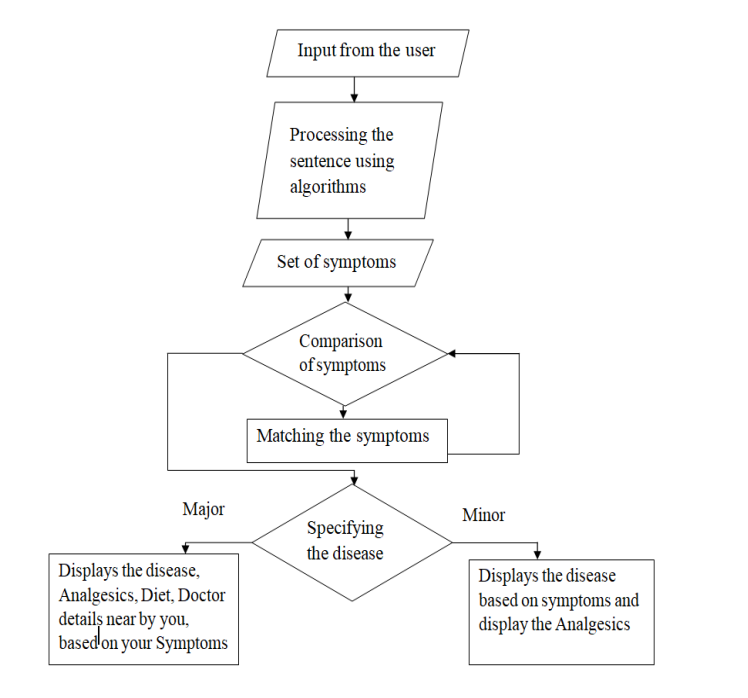 Input from the user
Processing the
sentence using
algorithms
Set of symptoms
Comparison
of symptoms
Matching the symptoms
Major
Minor
Specifying
the disease
Displays the disease,
Analgesics, Diet, Doctor
details near by you,
based on your Symptoms
Displays the disease
based on symptoms and
display the Analgesics